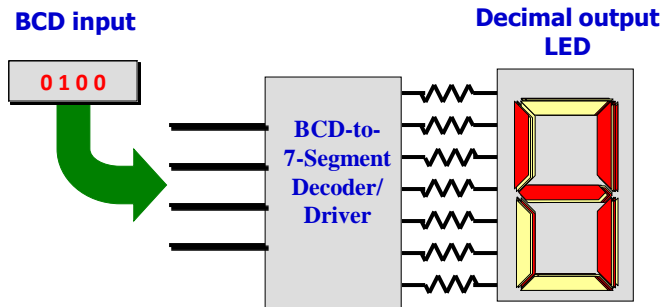 BCD input
0100
BCD-to-
7-Segment
Decoder/
Driver
Decimal output
LED